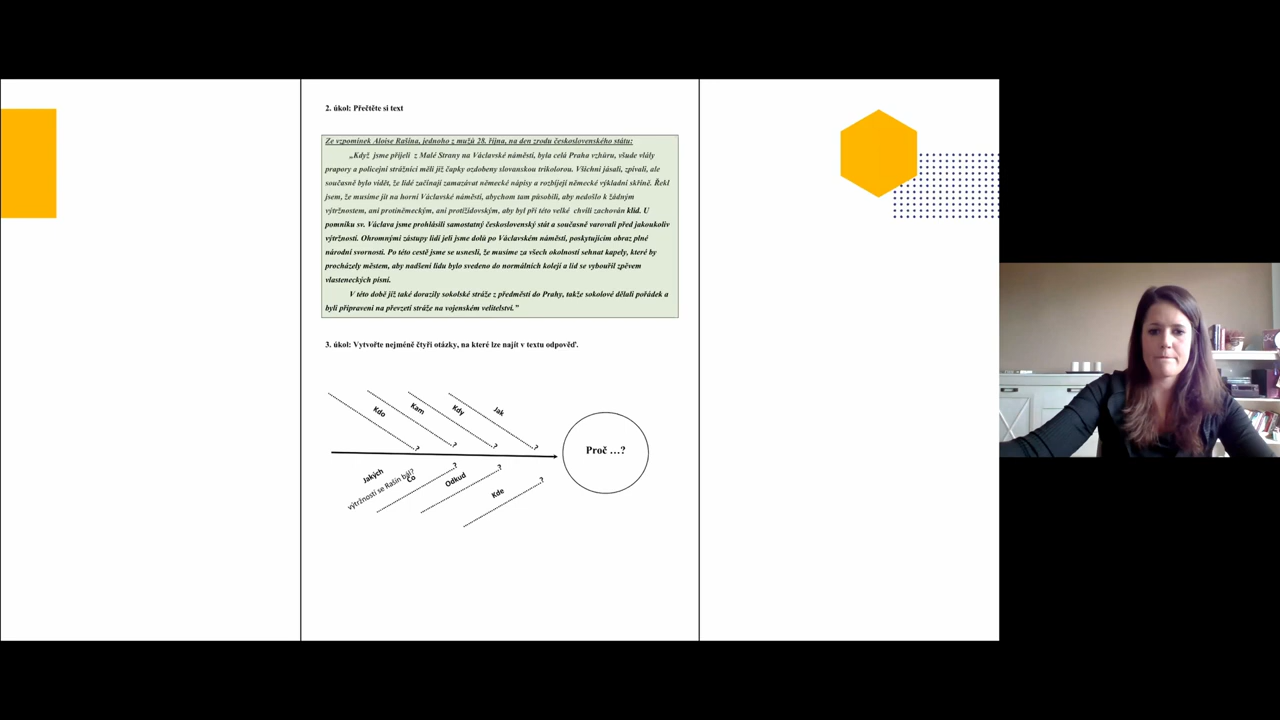 2. úkol: Přečtěte si text
Ze vzpomínek Aloise Rašína, jednoho z mužů 28. října, na den zrodu československého státu:
„Když jsme přijeli z Malé Strany na Václavské náměstí, byla celá Praha vzhůru, všude vlály
prapory a policejní strážníci měli již čapky ozdobeny slovanskou trikolorou. Všichni jásali, zpívali, ale
současně bylo vidět, že lidé začínají zamazávat německé nápisy a rozbíjejí německé výkladní skříně. Řekl
jsem, že musíme jít na horní Václavské náměstí, abychom tam působili, aby nedošlo k žádným
výtržnostem, ani protiněmeckým, ani protižidovským, aby byl při této velké chvíli zachován klid. U
pomníku sv. Václava jsme prohlásili samostatný československý stát a současně varovali před jakoukoliv
výtržností. Ohromnými zástupy lidí jeli jsme dolů po Václavském náměstí, poskytujícím obraz plné
národní svornosti. Po této cestě jsme se usnesli, že musíme za všech okolností sehnat kapely, které by
procházely městem, aby nadšení lidu bylo svedeno do normálních kolejí a lid se vybouřil zpěvem
vlasteneckých písní.
V této době již také dorazily sokolské stráže z předměstí do Prahy, takže sokolové dělali pořádek a
byli připraveni na převzetí stráže na vojenském velitelství."
3. úkol: Vytvořte nejméně čtyři otázky, na které lze najít v textu odpověď.
Kdo
Kam
Kdy
Jak
...?
...?
...?
...?
Proč ...?
Jakých
výtržností se Rašín bál?
Co
...?
Odkud
...?
Kde
...?